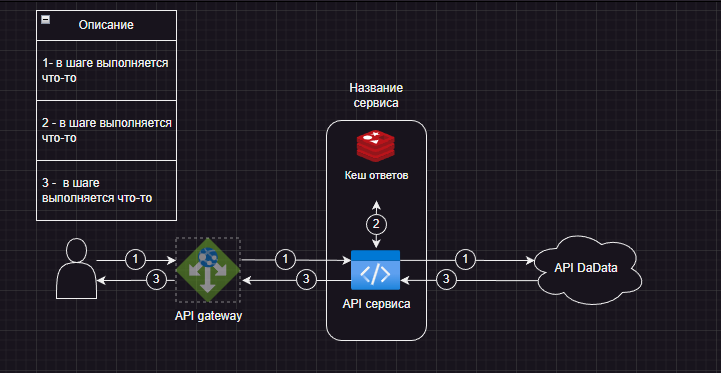 Описание
1- в шаге выполняется
что-то
2 - в шаге выполняется
что-то
3 -  в шаге
выполняется что-то
Название
сервиса
Кеш ответов
2
1
1
1
3
3
3
API DaData
API gateway
API сервиса